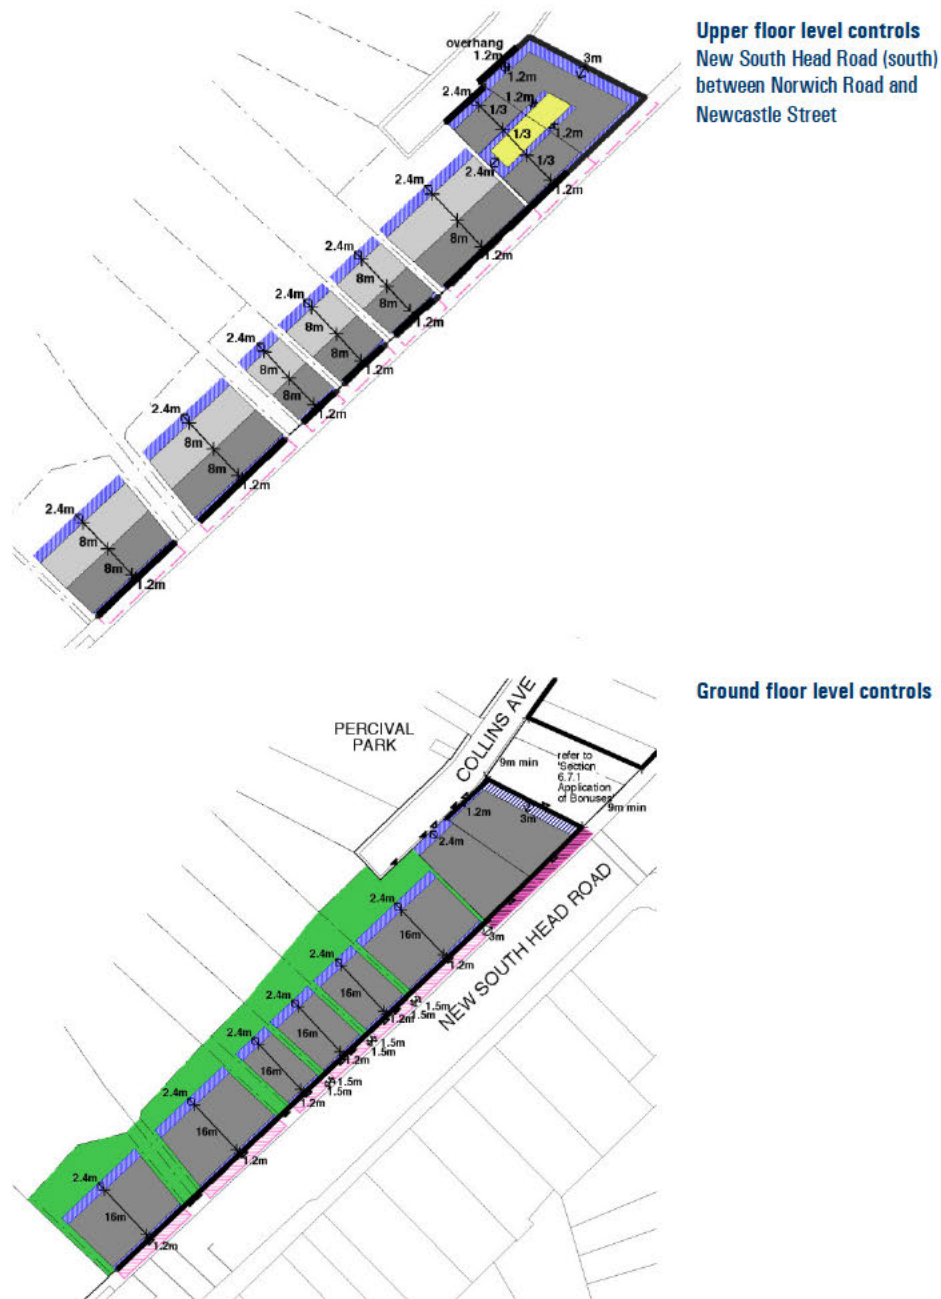 Upper floor level controls
New South Head Road (south)
between Norwich Road and
Newcastle Street
overhang
1.2m
3m
1.2m
2.4m
1.2m
1/3
1/3
1.2m
1/3
2.4m
1.2m
2.4m
8m
1.2m
2.4m
8m
8m
1.2m
2.4m
8m
8m
1.2m
2.4m
8m
8m
1.2m
2.4m
8m
8m
1.2m
2.4m
8m
8m
1.2m
Ground floor level controls
PERCIVAL
PARK
COLLINS AVE
9m min
refer to
'Section
6.7.1
Application
of Bonuses'
9m min
1.2m
3m
2.4m
NEW SOUTH HEAD ROAD
2.4m
16m
3m
1.2m
2.4m
16m
1.5m
1.5m
1.2m
2.4m
16m
1.5m
1.5m
1.2m
2.4m
16m
1.5m
1.5m
1.2m
2.4m
16m
1.2m
2.4m
16m
1.2m